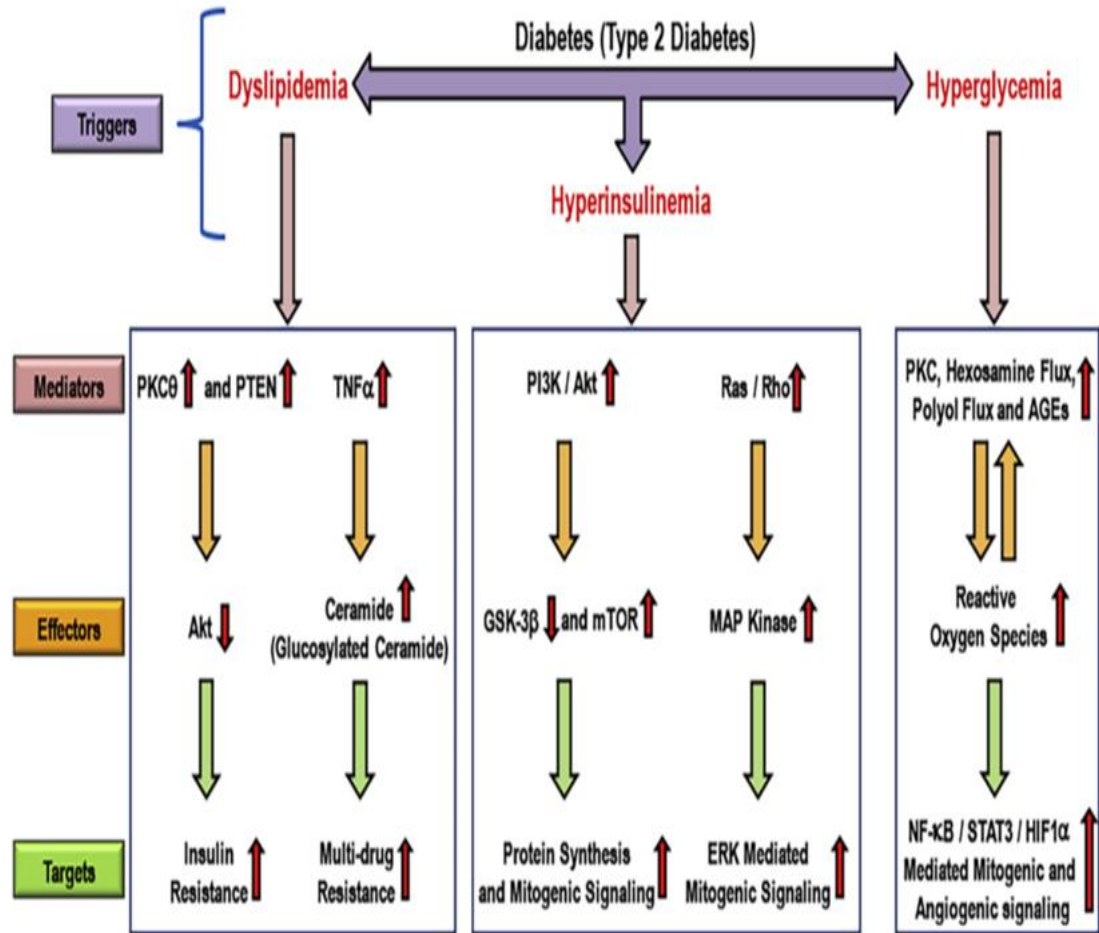 Diabetes (Type 2 Diabetes)
Dyslipidemia
Hyperglycemia
Triggers
Hyperinsulinemia
Mediators
PKCθ and PTEN
TNFα
PI3K / Akt
Ras / Rho
PKC, Hexosamine Flux,
Polyol Flux and AGEs
Effectors
Akt
Ceramide
(Glucosylated Ceramide)
GSK-3β and mTOR
MAP Kinase
Reactive
Oxygen Species
Targets
Insulin
Resistance
Multi-drug
Resistance
Protein Synthesis
and Mitogenic Signaling
ERK Mediated
Mitogenic Signaling
NF-κB / STAT3 / HIF1α
Mediated Mitogenic and
Angiogenic signaling